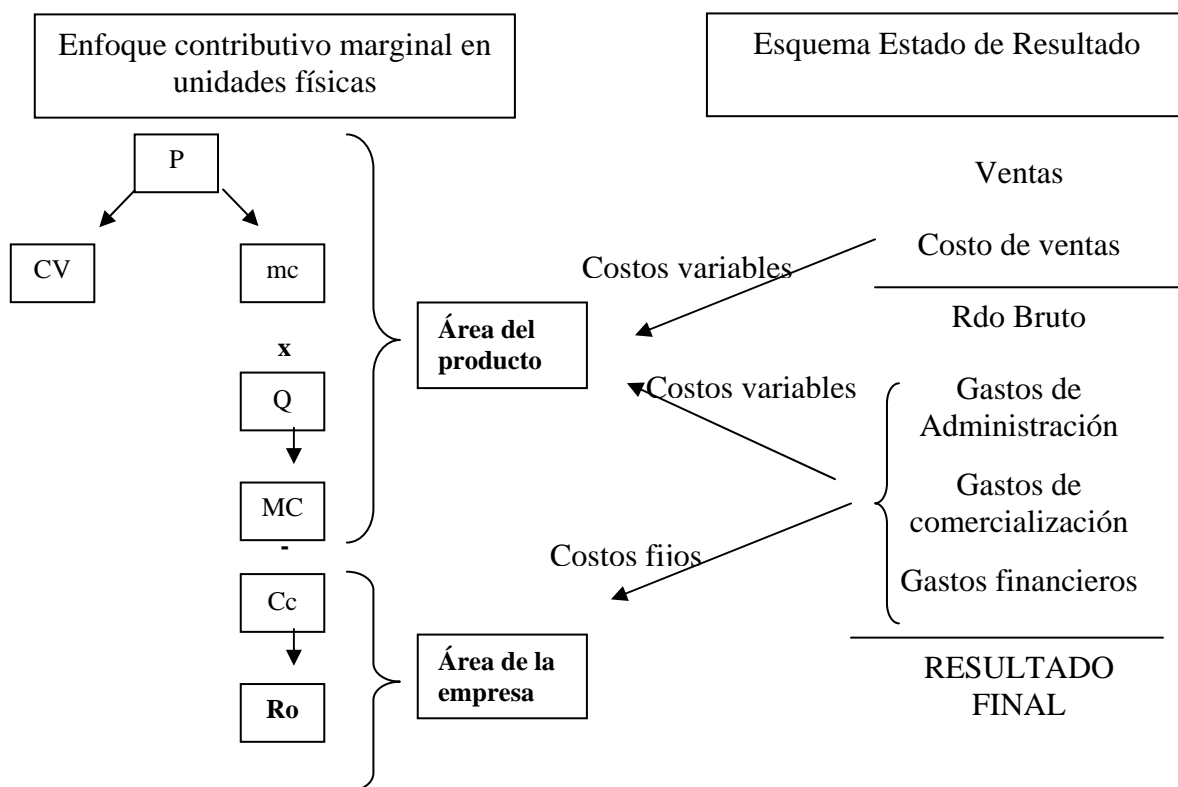 Enfoque contributivo marginal en
unidades físicas
Esquema Estado de Resultado
P
CV
mc
x
Q
MC
-
Cc
Ro
Área del
producto
Área de la
empresa
Costos variables
Costos variables
Costos fijos
Ventas
Costo de ventas
Rdo Bruto
Gastos de
Administración
Gastos de
comercialización
Gastos financieros
RESULTADO
FINAL